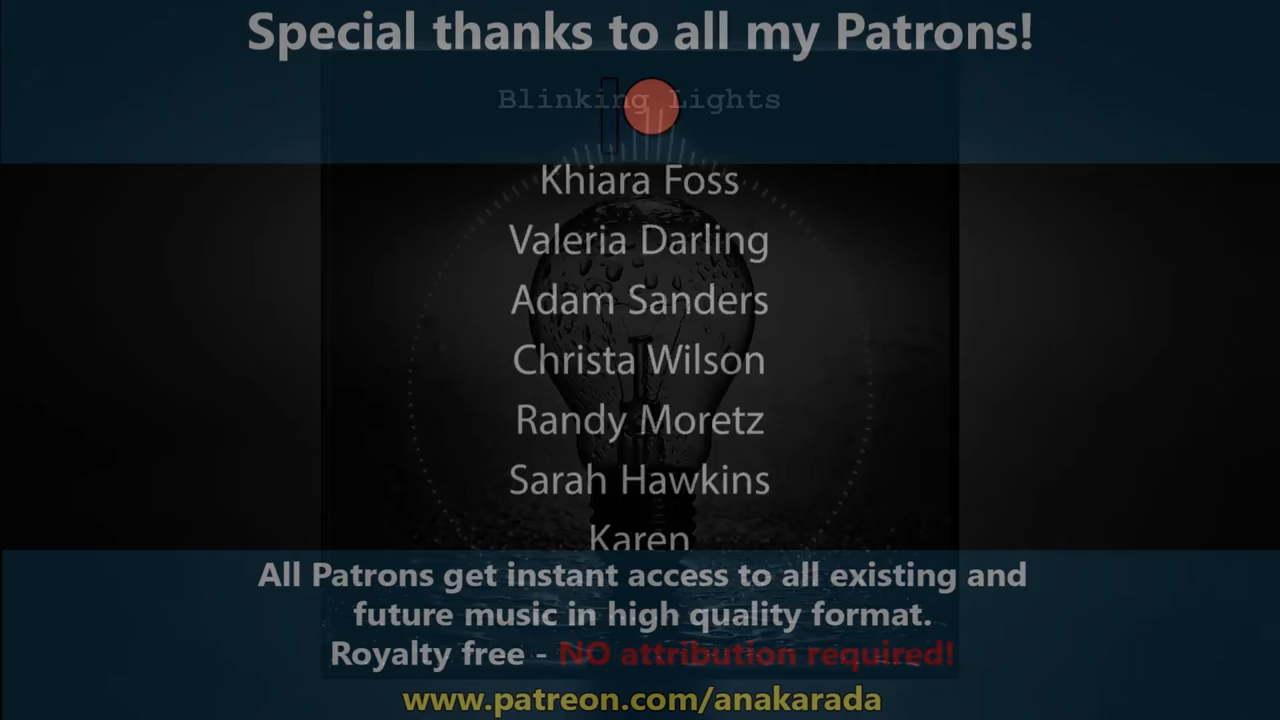 Special thanks to all my Patrons!
Blinking Lights
Khiara Foss
Valeria Darling
Adam Sanders
Christa Wilson
Randy Moretz
Sarah Hawkins
Karen
All Patrons get instant access to all existing and
future music in high quality format.
Royalty free - NO attribution required!
www.patreon.com/anakarada